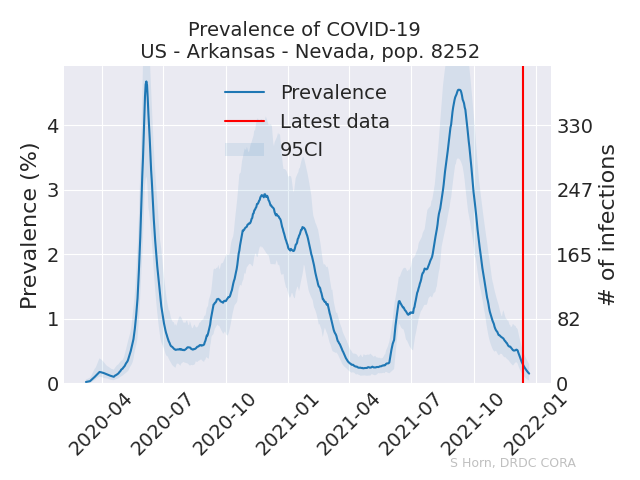 Prevalence of COVID-19
US - Arkansas - Nevada, pop. 8252
Prevalence
Latest data
95CI
Prevalence (%)
4
3
2
1
0
# of infections
330
247
165
82
0
2020-04
2020-07
2020-10
2021-01
2021-04
2021-07
2021-10
2022-01
S Horn, DRDC CORA